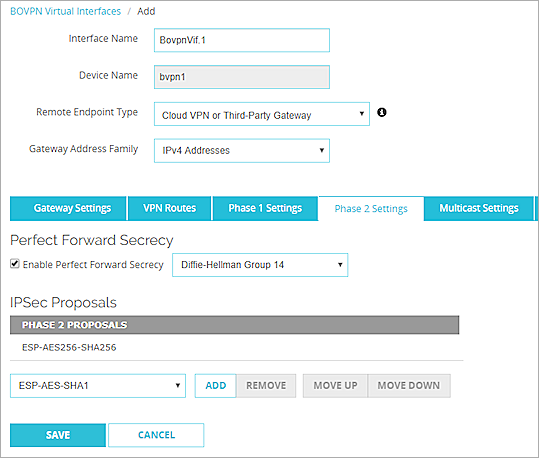 BOVPN Virtual Interfaces / Add
Interface Name BovpnVif.1
Device Name bvpn1
Remote Endpoint Type Cloud VPN or Third-Party Gateway
Gateway Address Family IPv4 Addresses
Gateway Settings VPN Routes Phase 1 Settings Phase 2 Settings Multicast Settings
Perfect Forward Secrecy
Enable Perfect Forward Secrecy Diffie-Hellman Group 14
IPSec Proposals
PHASE 2 PROPOSALS
ESP-AES256-SHA256
ESP-AES-SHA1 ADD REMOVE MOVE UP MOVE DOWN
SAVE CANCEL